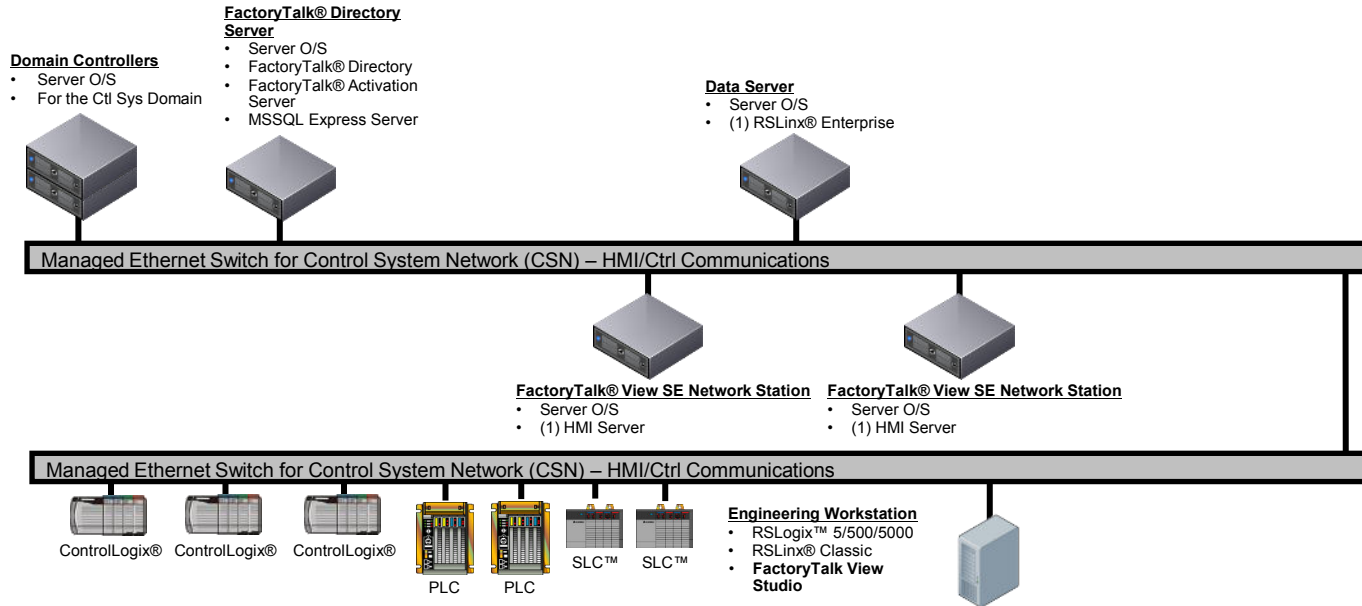 FactoryTalk® Directory
Server
• Server O/S
• FactoryTalk® Directory
• FactoryTalk® Activation
Server
• MSSQL Express Server
Domain Controllers
• Server O/S
• For the Ctl Sys Domain
Data Server
• Server O/S
• (1) RSLinx® Enterprise
Managed Ethernet Switch for Control System Network (CSN) – HMI/Ctrl Communications
FactoryTalk® View SE Network Station
• Server O/S
• (1) HMI Server
FactoryTalk® View SE Network Station
• Server O/S
• (1) HMI Server
Managed Ethernet Switch for Control System Network (CSN) – HMI/Ctrl Communications
ControlLogix®
ControlLogix®
ControlLogix®
PLC
PLC
SLC™
SLC™
Engineering Workstation
• RSLogix™ 5/500/5000
• RSLinx® Classic
• FactoryTalk View
Studio